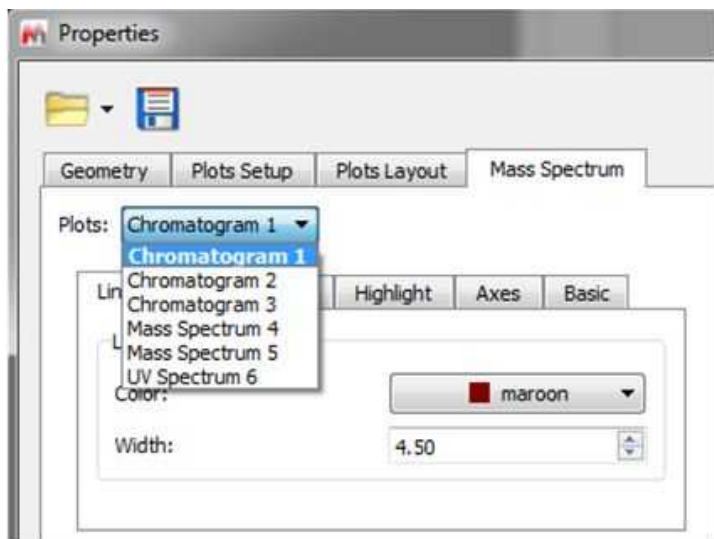 Properties
Geometry Plots Setup Plots Layout Mass Spectrum
Plots: Chromatogram 1
Chromatogram 1
Chromatogram 2
Chromatogram 3
Mass Spectrum 4
Mass Spectrum 5
UV Spectrum 6
Highlight Axes Basic
Color: maroon
Width: 4.50